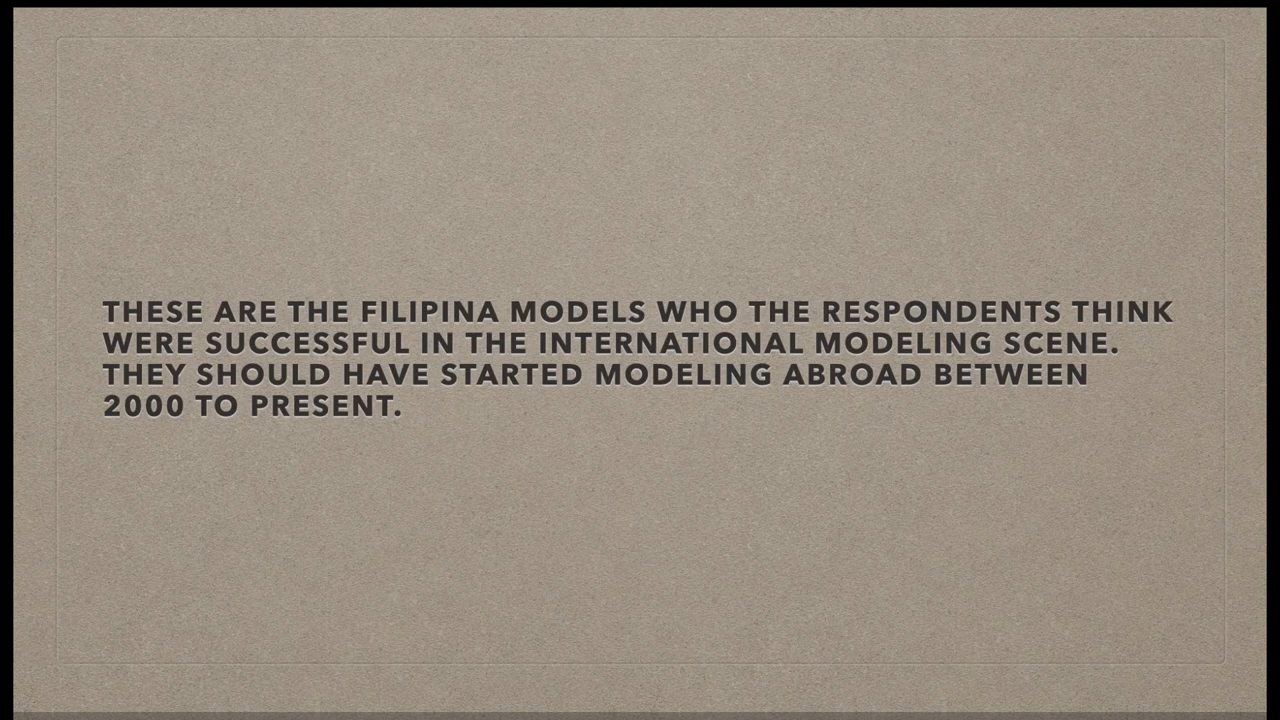 THESE ARE THE FILIPINA MODELS WHO THE RESPONDENTS THINK
WERE SUCCESSFUL IN THE INTERNATIONAL MODELING SCENE.
THEY SHOULD HAVE STARTED MODELING ABROAD BETWEEN
2000 TO PRESENT.